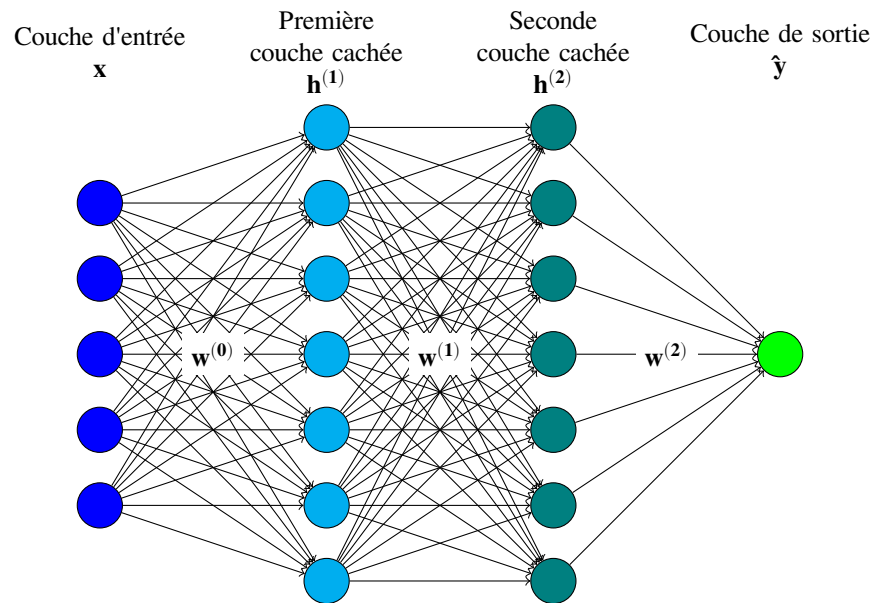 Couche d'entrée
x
Première
couche cachée
h⁽¹⁾
Seconde
couche cachée
h⁽²⁾
Couche de sortie
ŷ
w⁽⁰⁾
w⁽¹⁾
w⁽²⁾